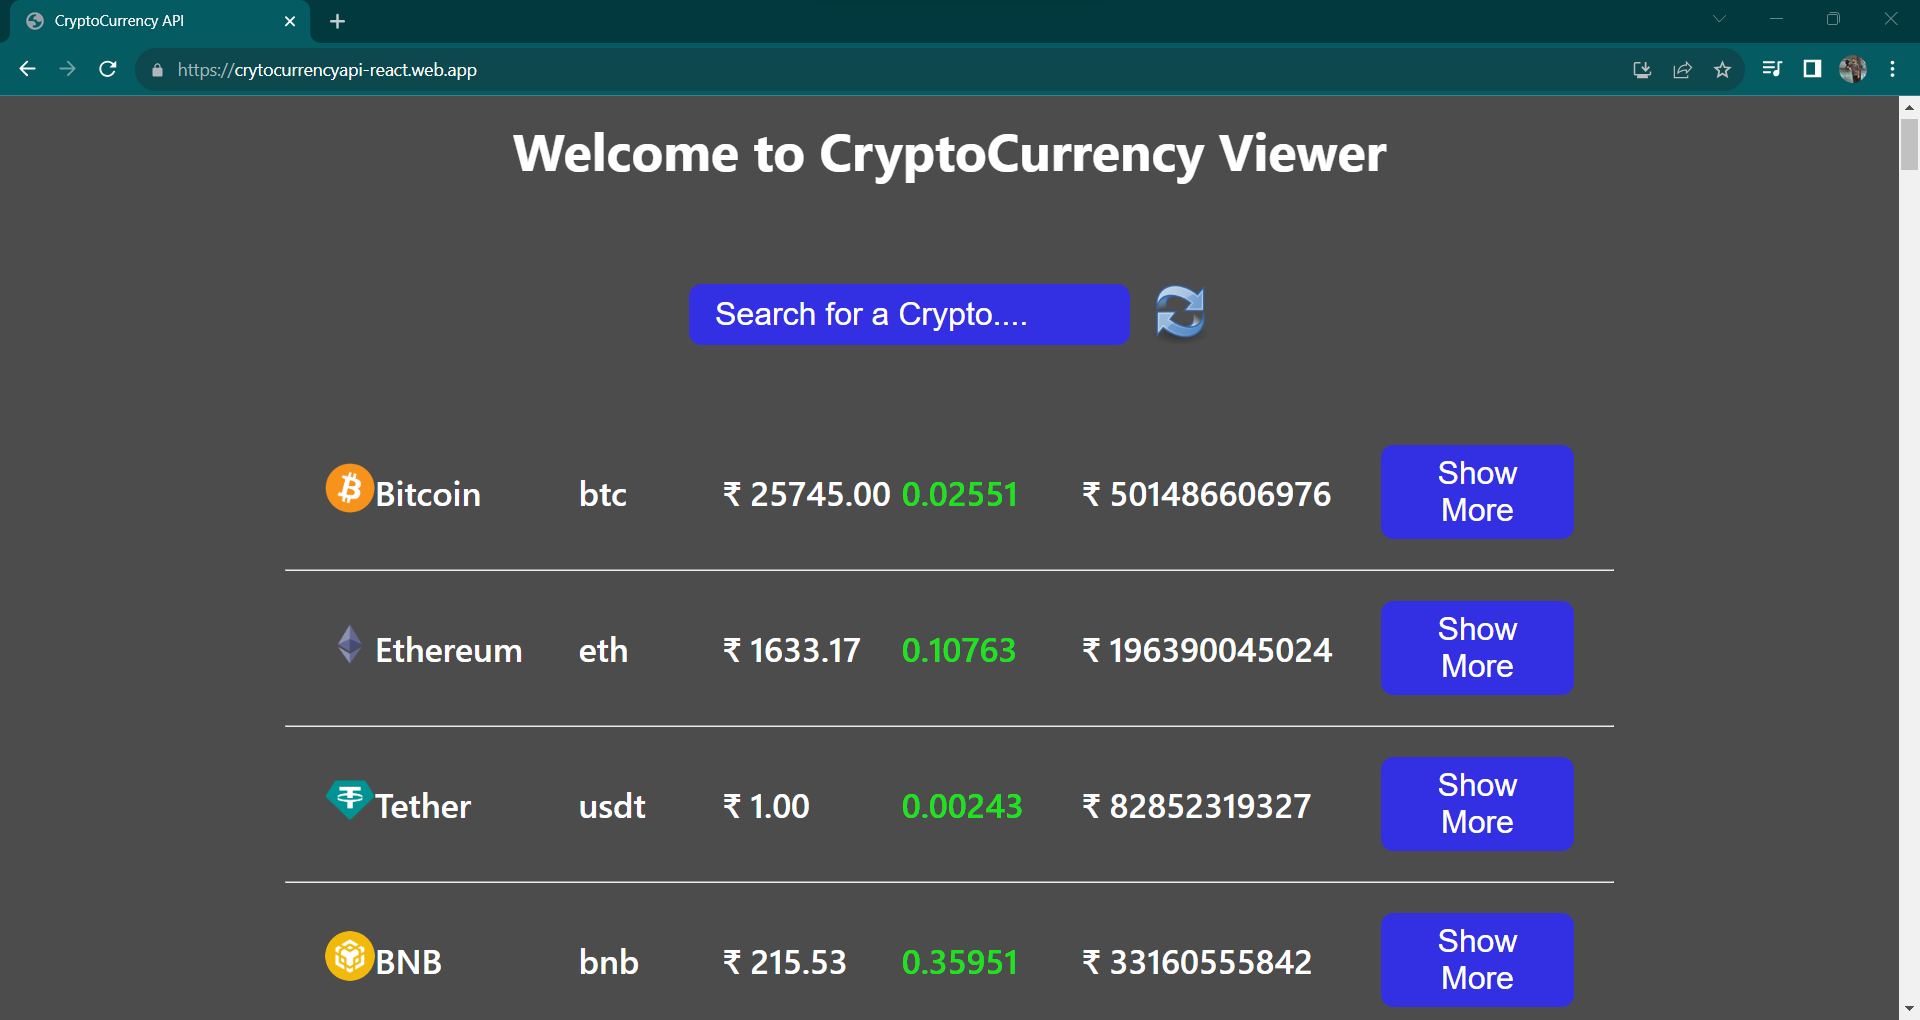 CryptoCurrency API
https://crytocurrencyapi-react.web.app
Welcome to CryptoCurrency Viewer
Search for a Crypto....
Bitcoin btc ₹ 25745.00 0.02551 ₹ 501486606976 Show More
Ethereum eth ₹ 1633.17 0.10763 ₹ 196390045024 Show More
Tether usdt ₹ 1.00 0.00243 ₹ 82852319327 Show More
BNB bnb ₹ 215.53 0.35951 ₹ 33160555842 Show More